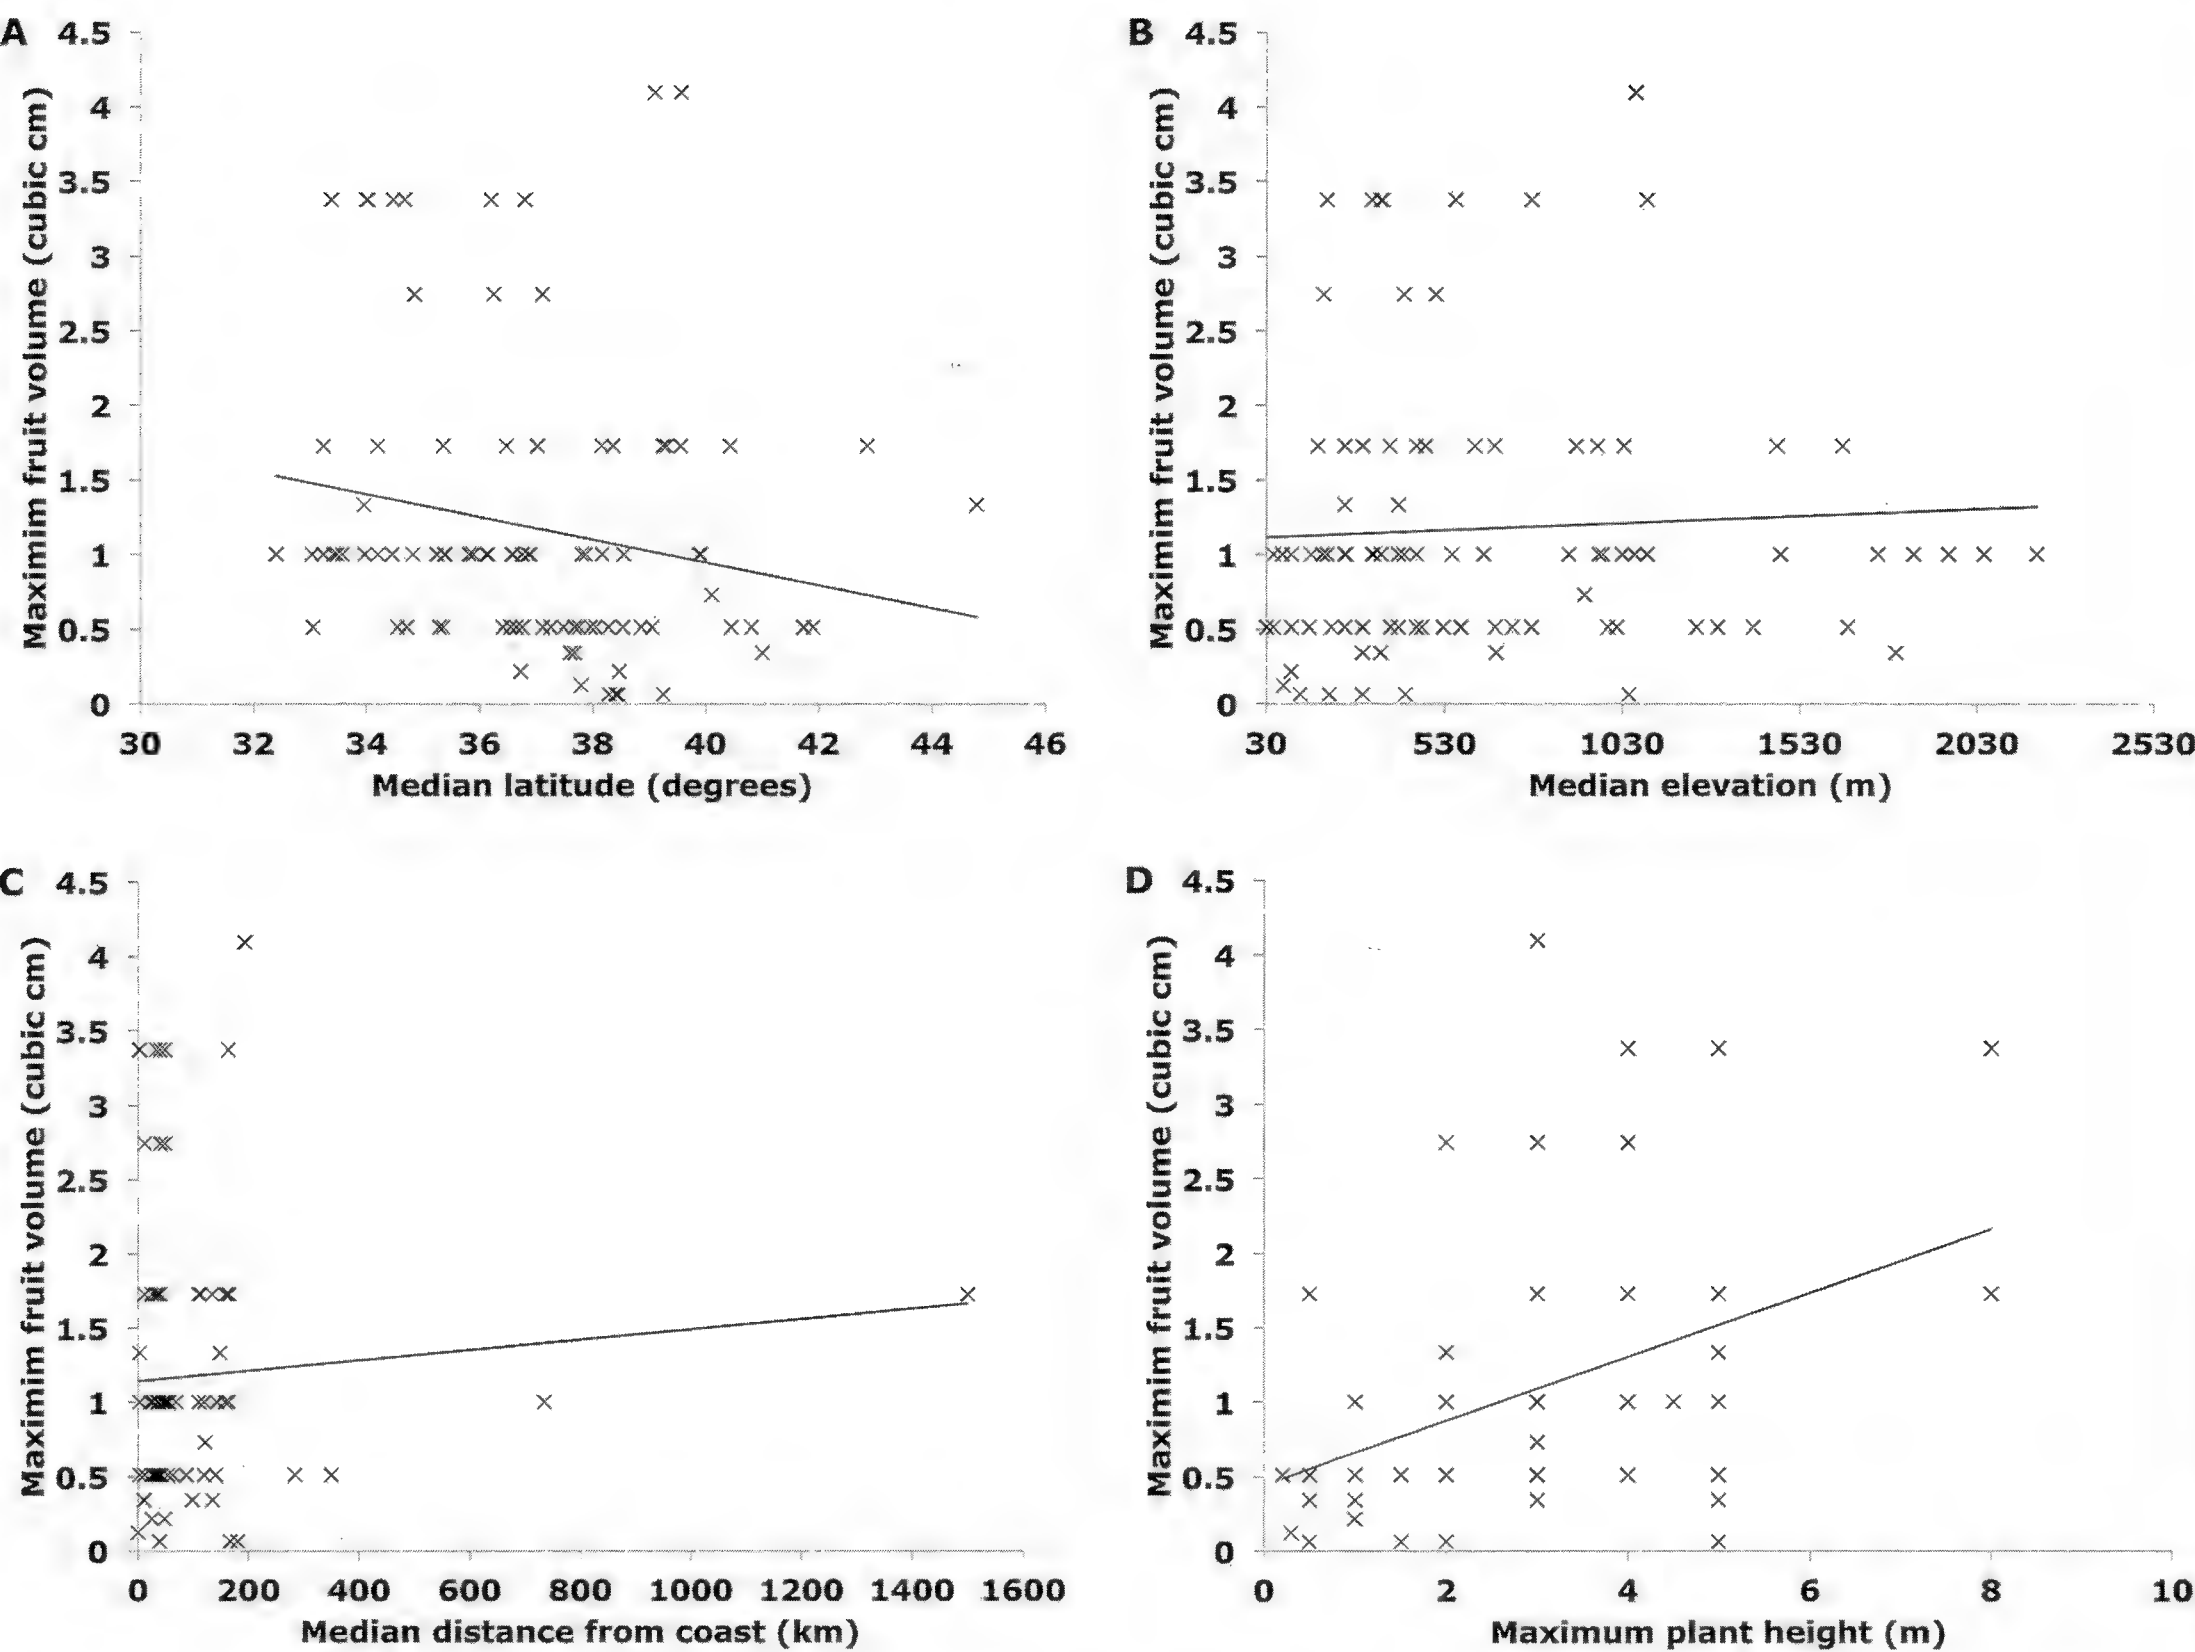 A
4.5
4
3.5
3
2.5
2
1.5
1
0.5
0
30 32 34 36 38 40 42 44 46
Median latitude (degrees)
Maximim fruit volume (cubic cm)
B
4.5
4
3.5
3
2.5
2
1.5
1
0.5
0
30 530 1030 1530 2030 2530
Median elevation (m)
Maximim fruit volume (cubic cm)
C
4.5
4
3.5
3
2.5
2
1.5
1
0.5
0
0 200 400 600 800 1000 1200 1400 1600
Median distance from coast (km)
Maximim fruit volume (cubic cm)
D
4.5
4
3.5
3
2.5
2
1.5
1
0.5
0
0 2 4 6 8 10
Maximum plant height (m)
Maximim fruit volume (cubic cm)